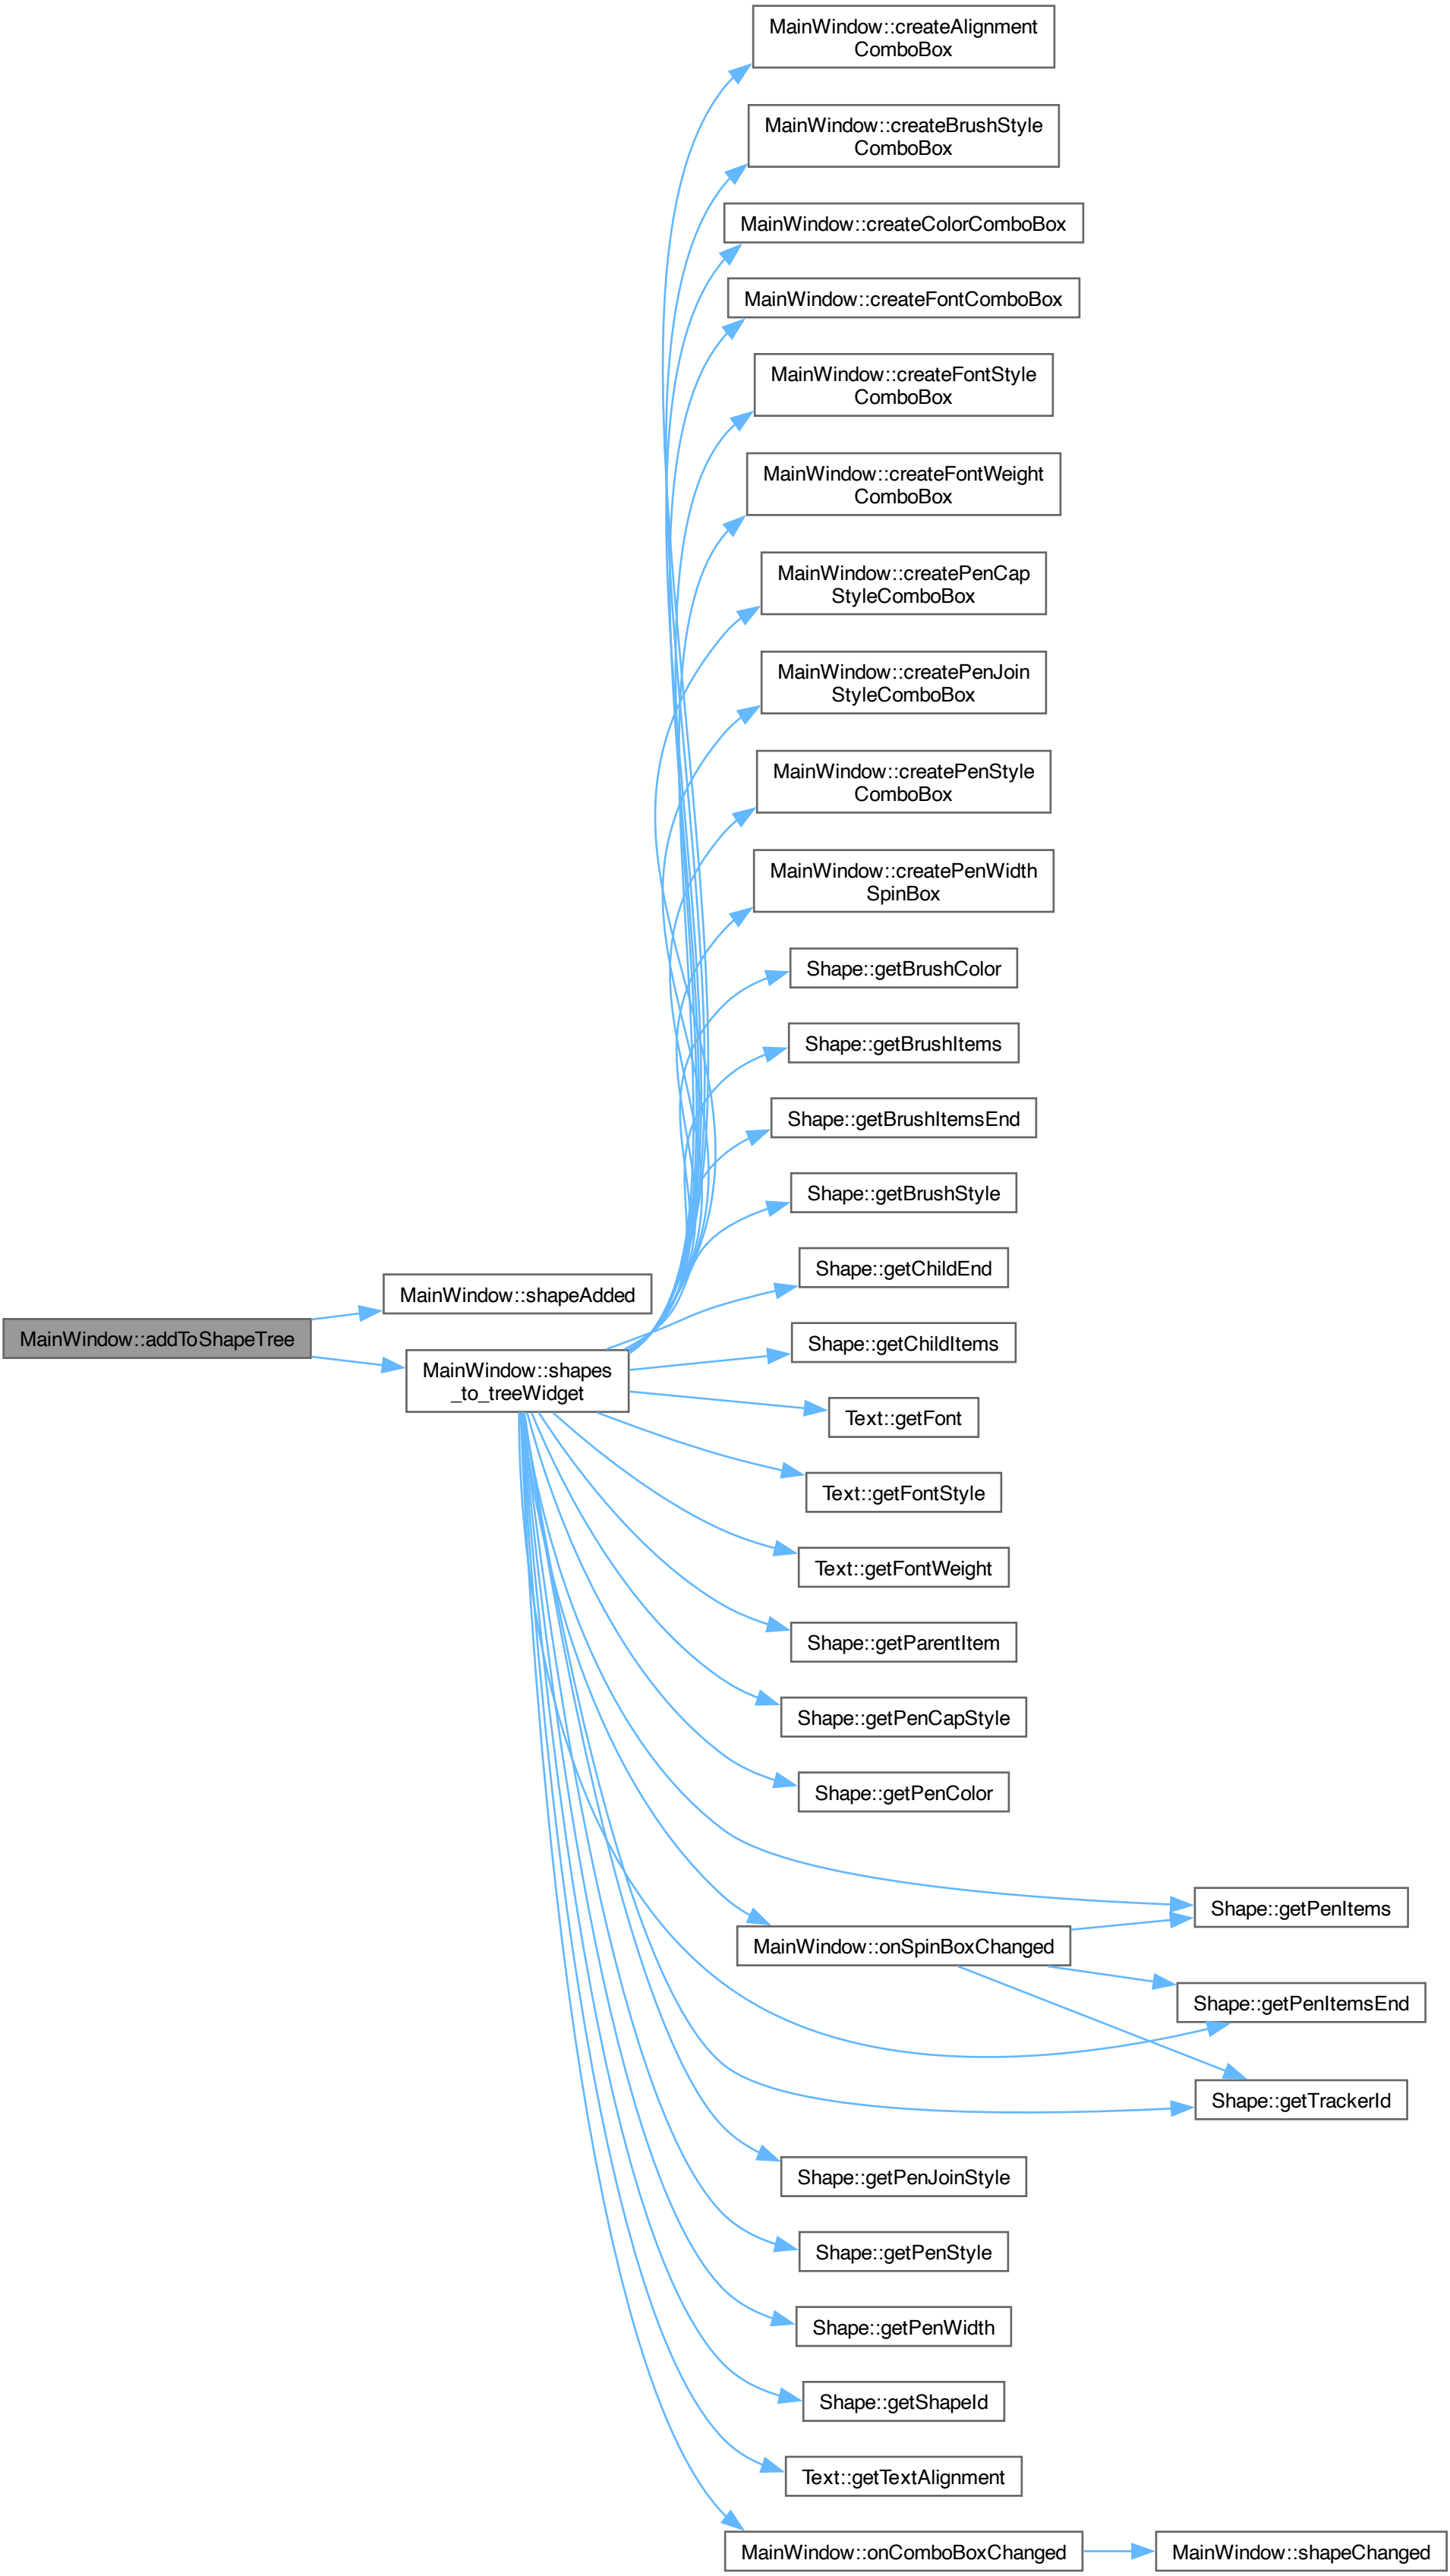 MainWindow::createAlignment
ComboBox
MainWindow::createBrushStyle
ComboBox
MainWindow::createColorComboBox
MainWindow::createFontComboBox
MainWindow::createFontStyle
ComboBox
MainWindow::createFontWeight
ComboBox
MainWindow::createPenCap
StyleComboBox
MainWindow::createPenJoin
StyleComboBox
MainWindow::createPenStyle
ComboBox
MainWindow::createPenWidth
SpinBox
Shape::getBrushColor
Shape::getBrushItems
Shape::getBrushItemsEnd
Shape::getBrushStyle
Shape::getChildEnd
MainWindow::shapeAdded
MainWindow::addToShapeTree
Shape::getChildItems
MainWindow::shapes
_to_treeWidget
Text::getFont
Text::getFontStyle
Text::getFontWeight
Shape::getParentItem
Shape::getPenCapStyle
Shape::getPenColor
Shape::getPenItems
MainWindow::onSpinBoxChanged
Shape::getPenItemsEnd
Shape::getTrackerId
Shape::getPenJoinStyle
Shape::getPenStyle
Shape::getPenWidth
Shape::getShapeId
Text::getTextAlignment
MainWindow::onComboBoxChanged
MainWindow::shapeChanged